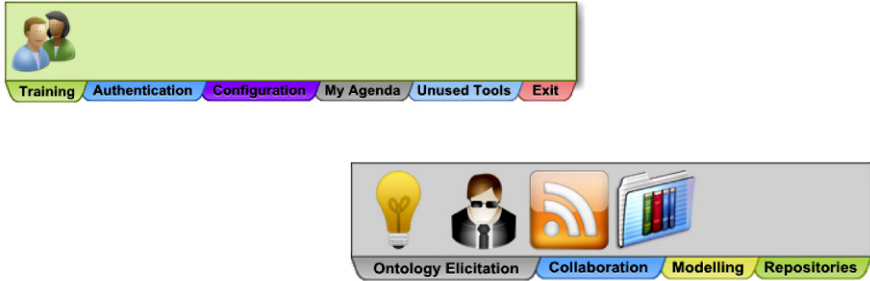 Training Authentication Configuration My Agenda Unused Tools Exit
Ontology Elicitation Collaboration Modelling Repositories